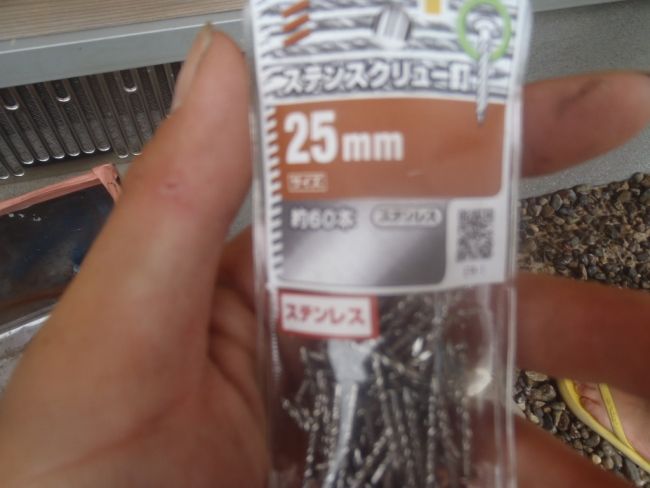 ステンスクリュー釘
25mm
サイズ
約60本
ステンレス
ステンレス